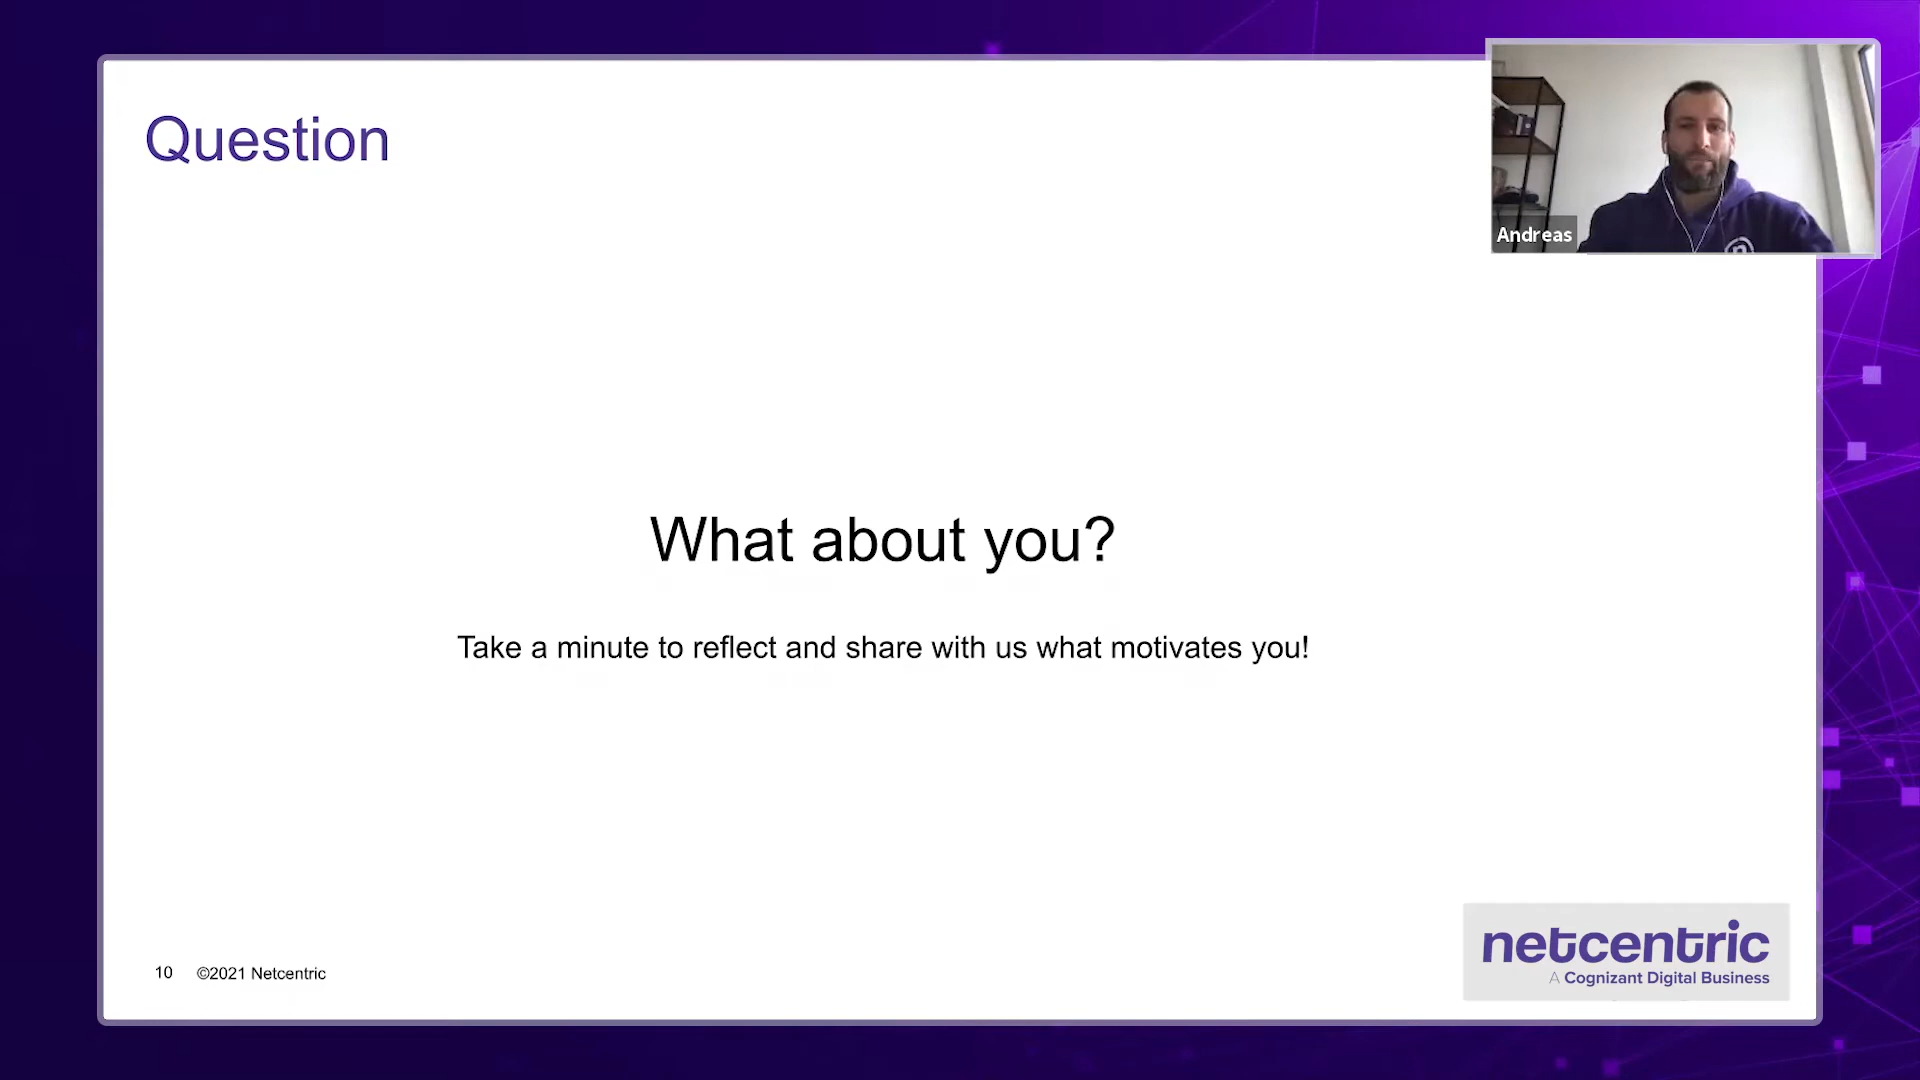 Question
Andreas
What about you?
Take a minute to reflect and share with us what motivates you!
10 ©2021 Netcentric
netcentric
A Cognizant Digital Business